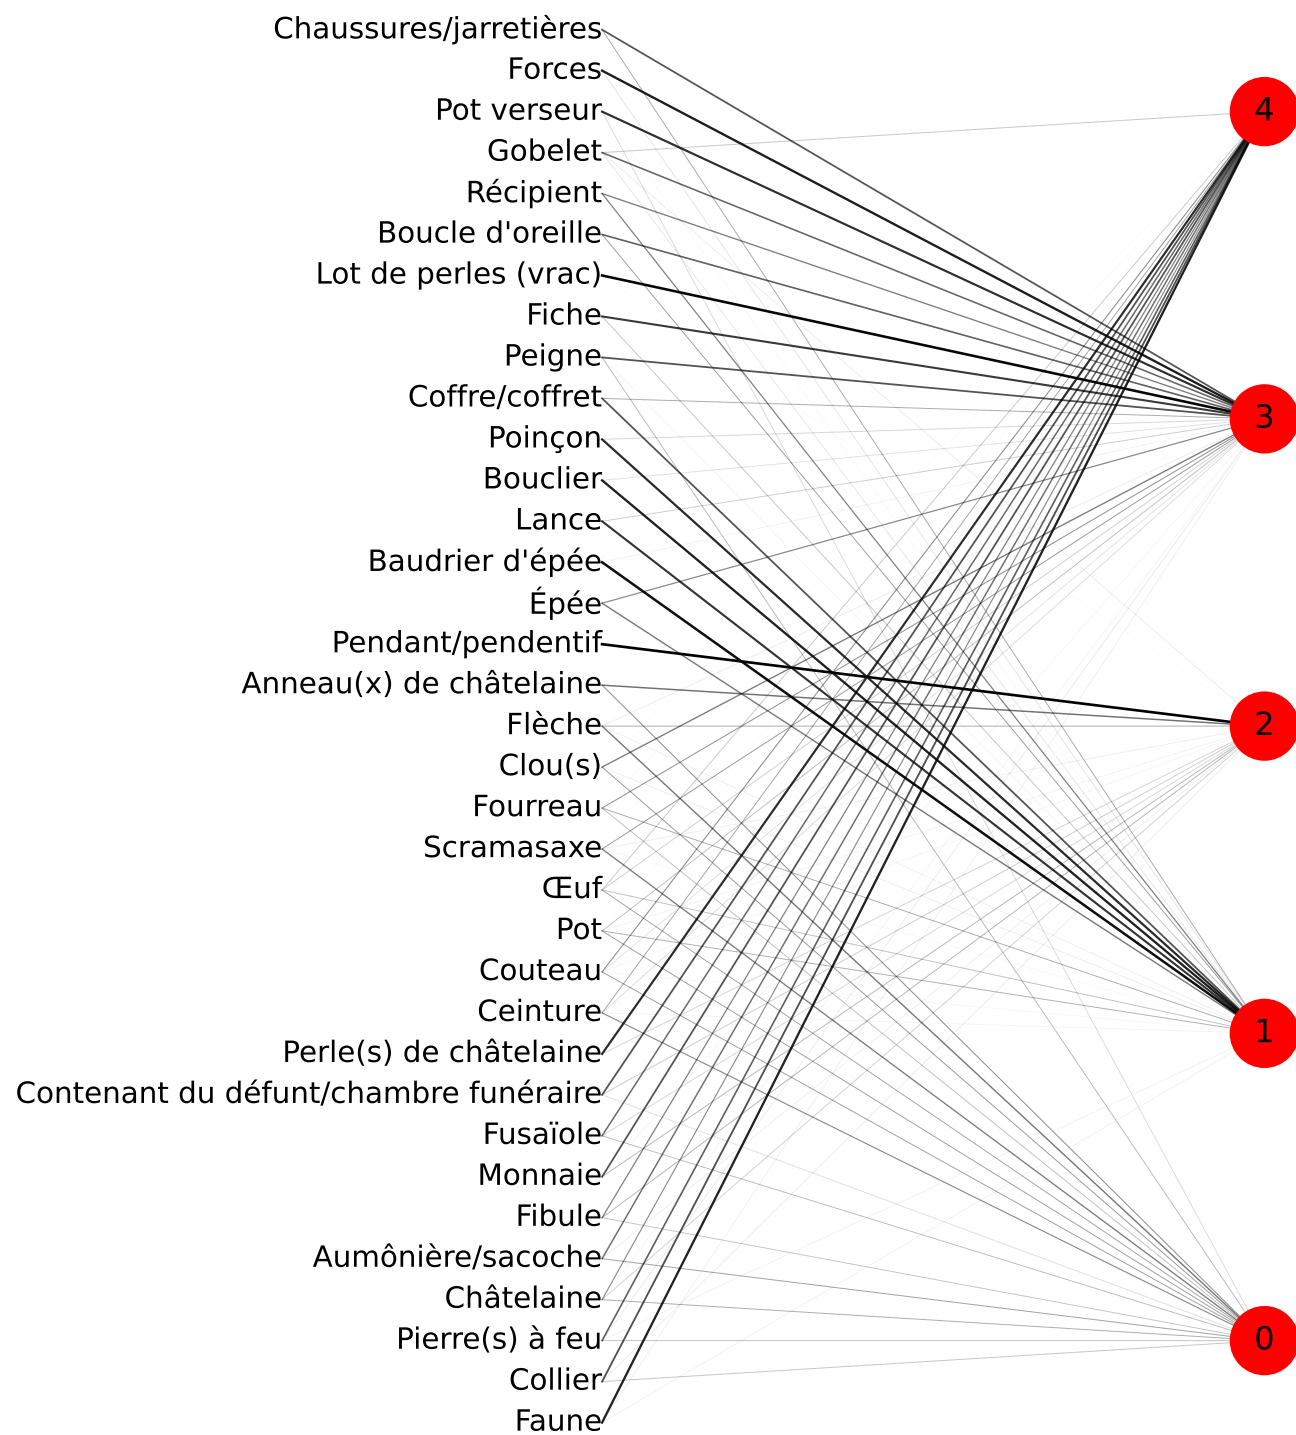 Chaussures/jarretières
Forces
Pot verseur
Gobelet
Récipient
Boucle d'oreille
Lot de perles (vrac)
Fiche
Peigne
Coffre/coffret
Poinçon
Bouclier
Lance
Baudrier d'épée
Épée
Pendant/pendentif
Anneau(x) de châtelaine
Flèche
Clou(s)
Fourreau
Scramasaxe
Œuf
Pot
Couteau
Ceinture
Perle(s) de châtelaine
Contenant du défunt/chambre funéraire
Fusaïole
Monnaie
Fibule
Aumônière/sacoche
Châtelaine
Pierre(s) à feu
Collier
Faune
4
3
2
1
0